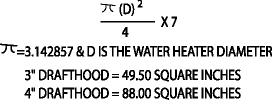 π (D)²
4 X 7
π=3.142857 & D IS THE WATER HEATER DIAMETER
3" DRAFTHOOD = 49.50 SQUARE INCHES
4" DRAFTHOOD = 88.00 SQUARE INCHES